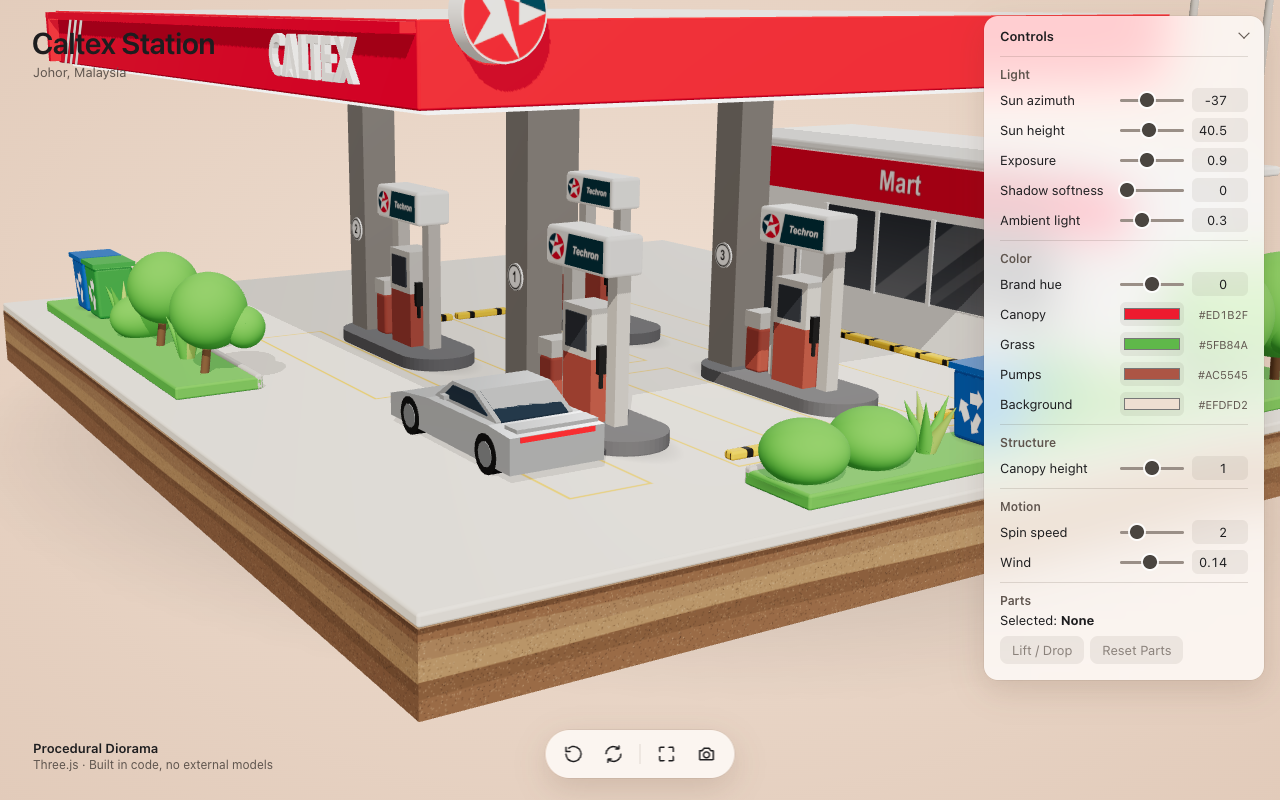 Caltex Station
Johor, Malaysia
CALTEX
Mart
Techron
Techron
Techron
Techron
2
1
3
Controls
Light
Sun azimuth -37
Sun height 40.5
Exposure 0.9
Shadow softness 0
Ambient light 0.3
Color
Brand hue 0
Canopy #ED1B2F
Grass #5FB84A
Pumps #AC5545
Background #EFDFD2
Structure
Canopy height 1
Motion
Spin speed 2
Wind 0.14
Parts
Selected: None
Lift / Drop Reset Parts
Procedural Diorama
Three.js · Built in code, no external models